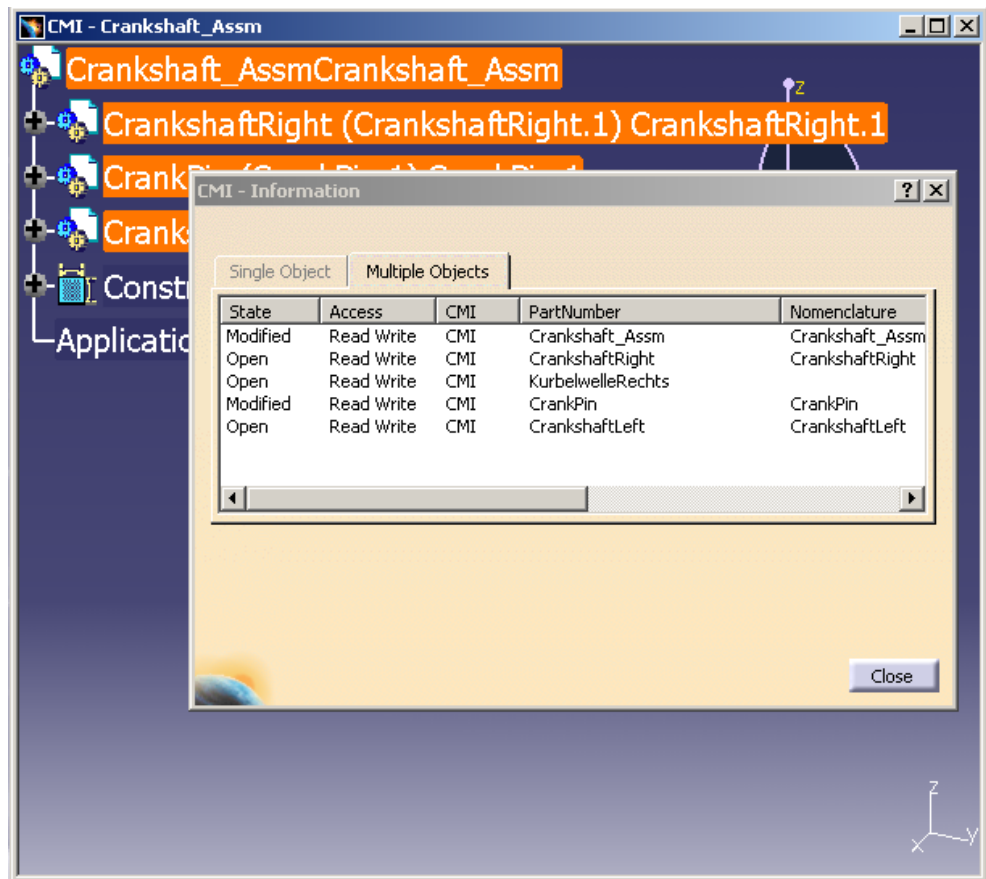 CMI - Crankshaft_Assm
Crankshaft_AssmCrankshaft_Assm
z
CrankshaftRight (CrankshaftRight.1) CrankshaftRight.1
Crank
CMI - Information
Crank
Single Object Multiple Objects
Constr
State Access CMI PartNumber Nomenclature
Modified Read Write CMI Crankshaft_Assm Crankshaft_Assm
Applicatic
Open Read Write CMI CrankshaftRight CrankshaftRight
Open Read Write CMI KurbelwelleRechts
Modified Read Write CMI CrankPin CrankPin
Open Read Write CMI CrankshaftLeft CrankshaftLeft
Close
z
x y